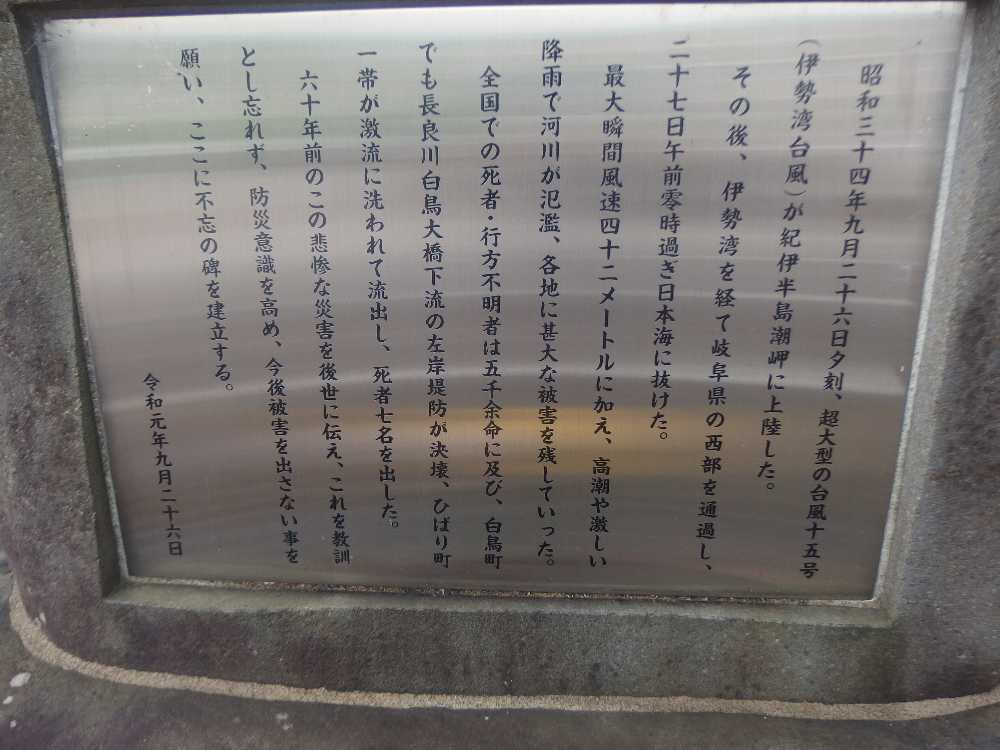 昭和三十四年九月二十六日夕刻、超大型の台風十五号
(伊勢湾台風)が紀伊半島潮岬に上陸した。
その後、伊勢湾を経て岐阜県の西部を通過し、
二十七日午前零時過ぎ日本海に抜けた。
最大瞬間風速四十二メートルに加え、高潮や激しい
降雨で河川が氾濫、各地に甚大な被害を残していった。
全国での死者・行方不明者は五千余命に及び、白鳥町
でも長良川白鳥大橋下流の左岸堤防が決壊、ひばり町
一帯が激流に洗われて流出し、死者七名を出した。
六十年前のこの悲惨な災害を後世に伝え、これを教訓
とし忘れず、防災意識を高め、今後被害を出さない事を
願い、ここに不忘の碑を建立する。
令和元年九月二十六日